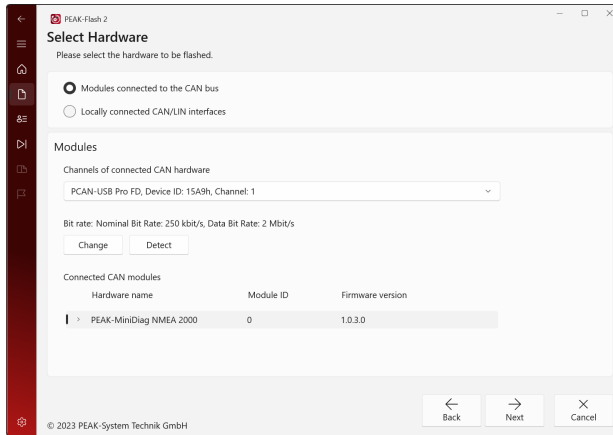 PEAK-Flash 2
Select Hardware
Please select the hardware to be flashed.
Modules connected to the CAN bus
Locally connected CAN/LIN interfaces
Modules
Channels of connected CAN hardware
PCAN-USB Pro FD, Device ID: 15A9h, Channel: 1
Bit rate: Nominal Bit Rate: 250 kbit/s, Data Bit Rate: 2 Mbit/s
Change Detect
Connected CAN modules
Hardware name Module ID Firmware version
PEAK-MiniDiag NMEA 2000 0 1.0.3.0
Back Next Cancel
© 2023 PEAK-System Technik GmbH